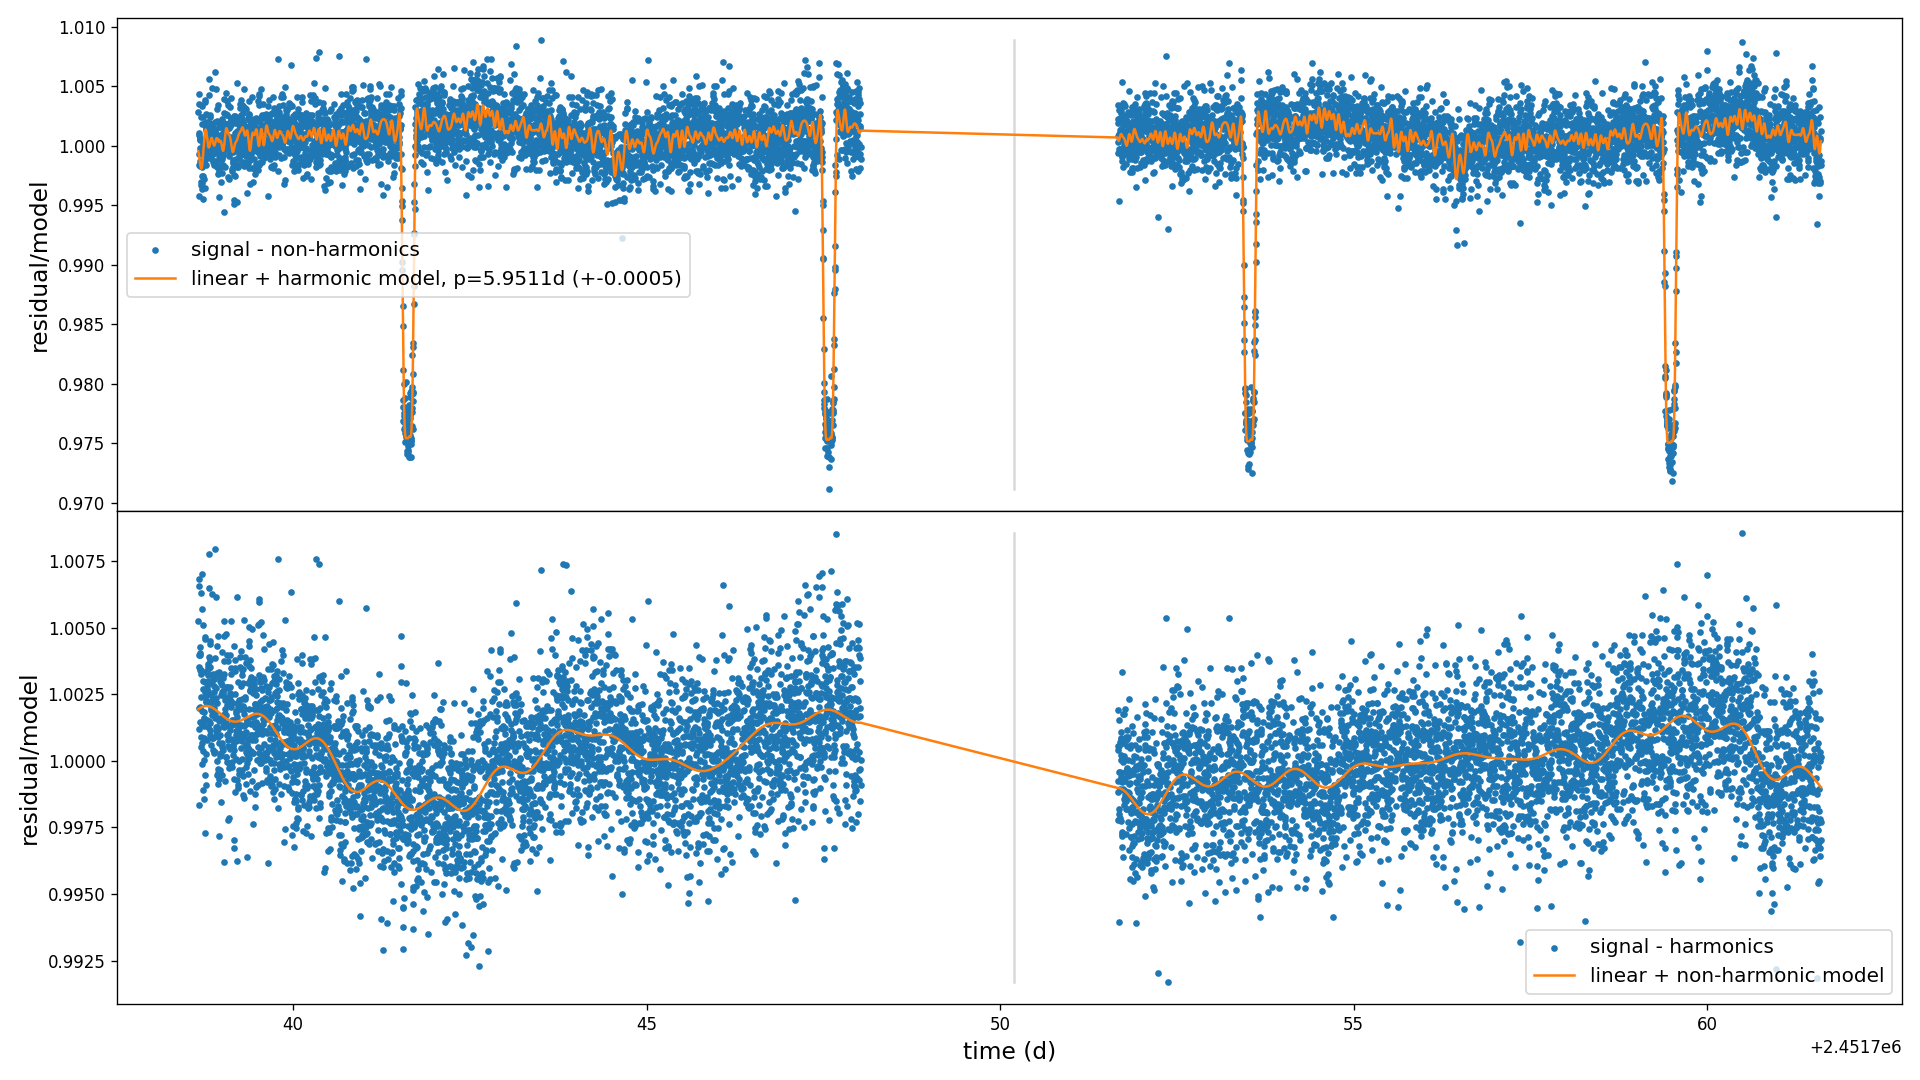 1.010
1.005
1.000
0.995
0.990
0.985
0.980
0.975
0.970
residual/model
signal - non-harmonics
linear + harmonic model, p=5.9511d (+-0.0005)
1.0075
1.0050
1.0025
1.0000
0.9975
0.9950
0.9925
residual/model
signal - harmonics
linear + non-harmonic model
40 45 50 55 60
time (d)
+2.4517e6